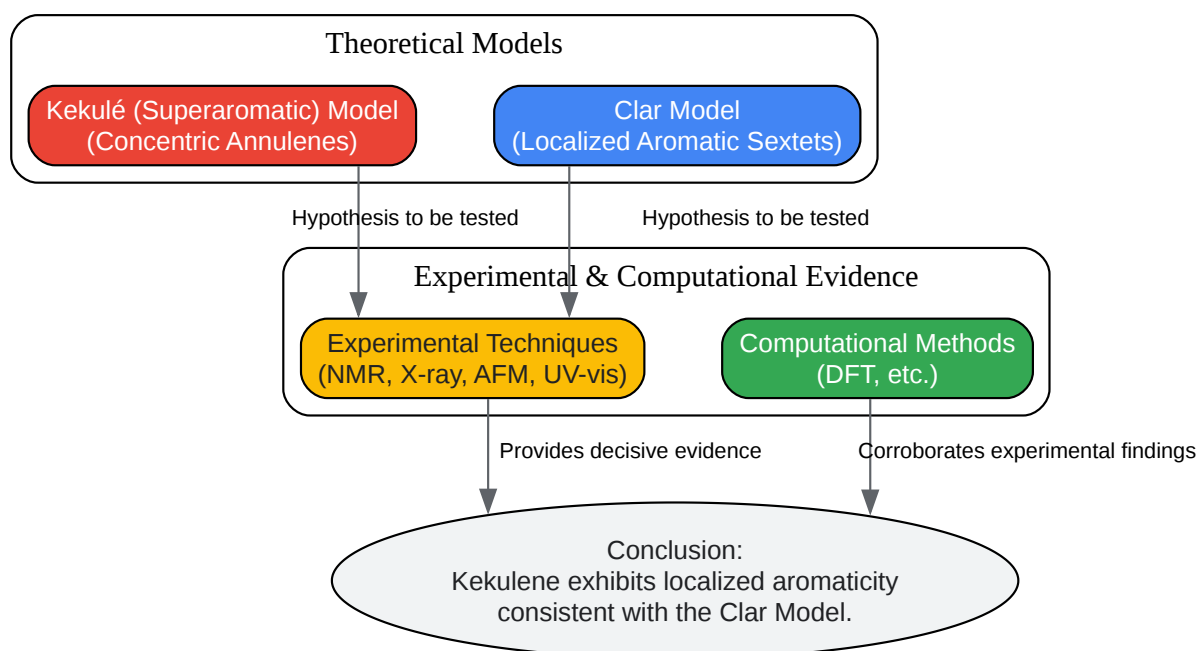 Theoretical Models
Kekulé (Superaromatic) Model
(Concentric Annulenes)
Clar Model
(Localized Aromatic Sextets)
Hypothesis to be tested
Hypothesis to be tested
Experimental & Computational Evidence
Experimental Techniques
(NMR, X-ray, AFM, UV-vis)
Computational Methods
(DFT, etc.)
Provides decisive evidence
Corroborates experimental findings
Conclusion:
Kekulene exhibits localized aromaticity
consistent with the Clar Model.